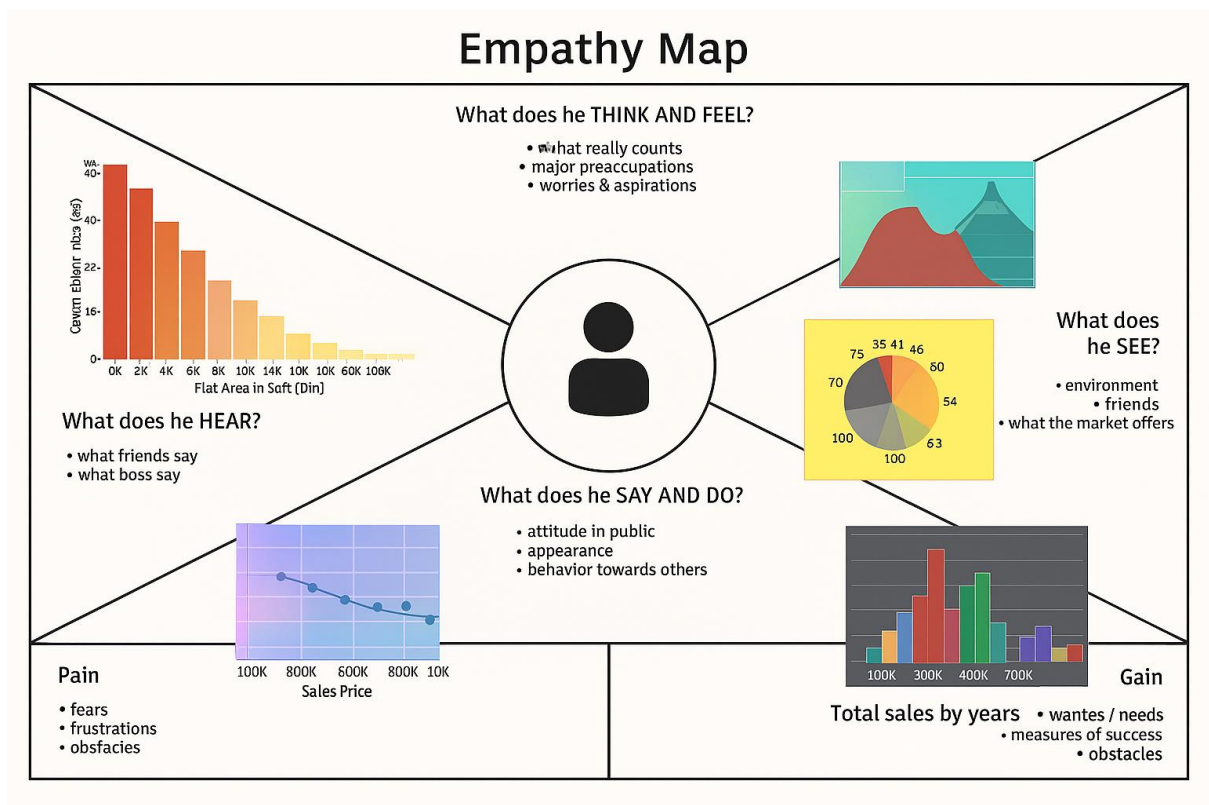 Empathy Map
What does he THINK AND FEEL?
• hat really counts
• major preaccupations
• worries & aspirations
WA-
40-
40-
22-
16-
0-
0K 2K 4K 6K 8K 10K 14K 10K 10K 60K
Flat Area in Saft (Din)
What does he HEAR?
• what friends say
• what boss say
What does
he SEE?
• environment
• friends
• what the market offers
35 41 46
75
70
54
100
63
100
What does he SAY AND DO?
• attitude in public
• appearance
• behavior towards others
100K 800K 600K 800K 10K
Sales Price
100K 300K 400K 700K
Total sales by years
Pain
• fears
• frustrations
• obsfacies
Gain
• wantes / needs
• measures of success
• obstacles